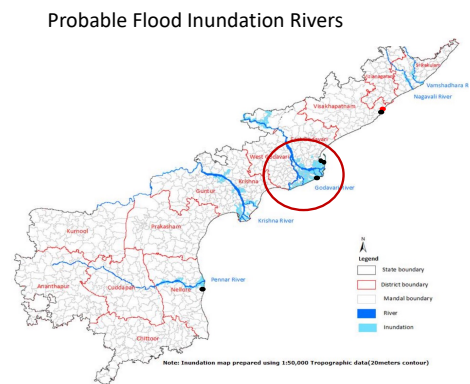 Probable Flood Inundation Rivers
Srikakulam
Vizianagaram
Vamshadhara R
Nagavali River
Visakhapatnam
West Godavari
Godavari River
Krishna
Guntur
Krishna River
Prakasham
Kurnool
Ananthapur
Cuddapah
Nellore
Pennar River
Chittoor
N
Legend
State boundary
District boundary
Mandal boundary
River
Inundation
Note: Inundation map prepared using 1:50,000 Tropographic data(20meters contour)